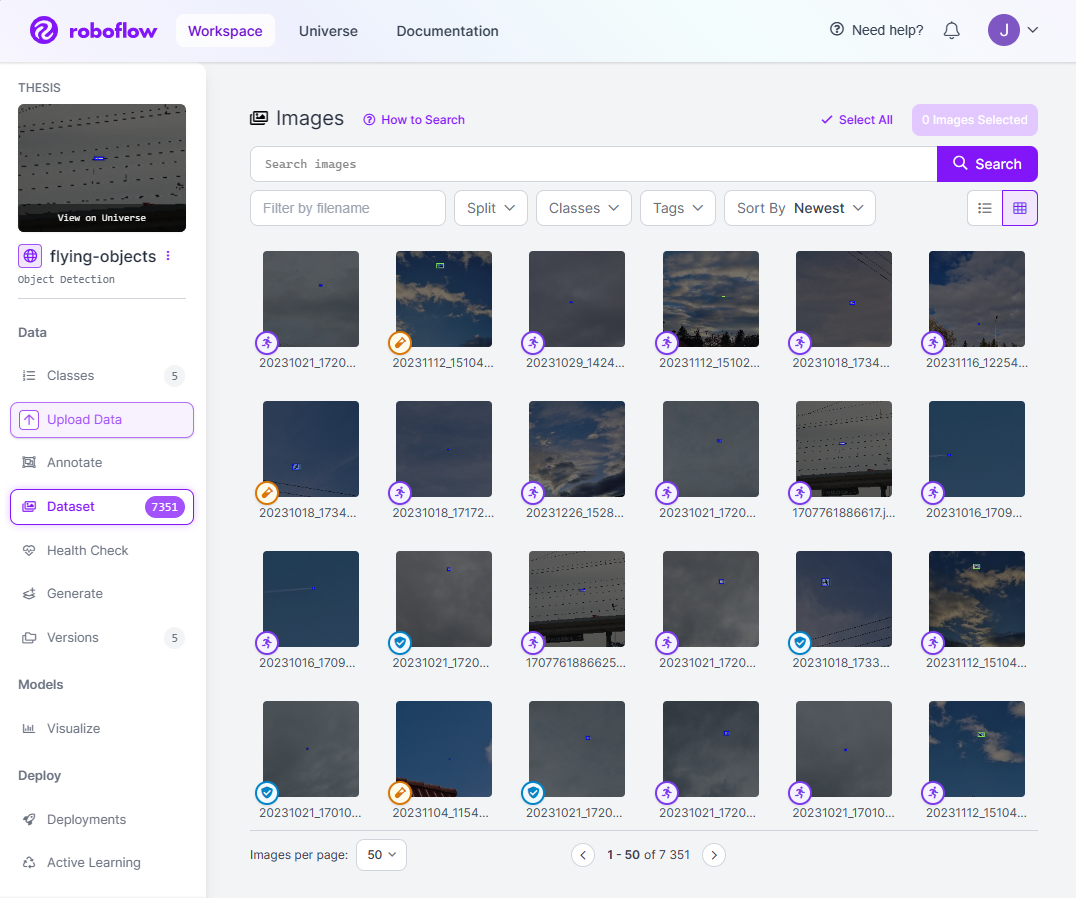 roboflow
Workspace
Universe
Documentation
Need help?
J
THESIS
View on Universe
flying-objects
Object Detection
Data
Classes
5
Upload Data
Annotate
Dataset
7351
Health Check
Generate
Versions
5
Models
Visualize
Deploy
Deployments
Active Learning
Images
How to Search
Select All
0 Images Selected
Search images
Search
Filter by filename
Split
Classes
Tags
Sort By Newest
20231021_1720...
20231112_15104...
20231029_1424...
20231112_15102...
20231018_1734...
20231116_12254...
20231018_1734...
20231018_17172...
20231226_1528...
20231021_1720...
1707761886617.j...
20231016_1709...
20231016_1709...
20231021_1720...
1707761886625...
20231021_1720...
20231018_1733...
20231112_15104...
20231021_17010...
20231104_1154...
20231021_1720...
20231021_1720...
20231021_17010...
20231112_15104...
Images per page:
50
1 - 50 of 7 351